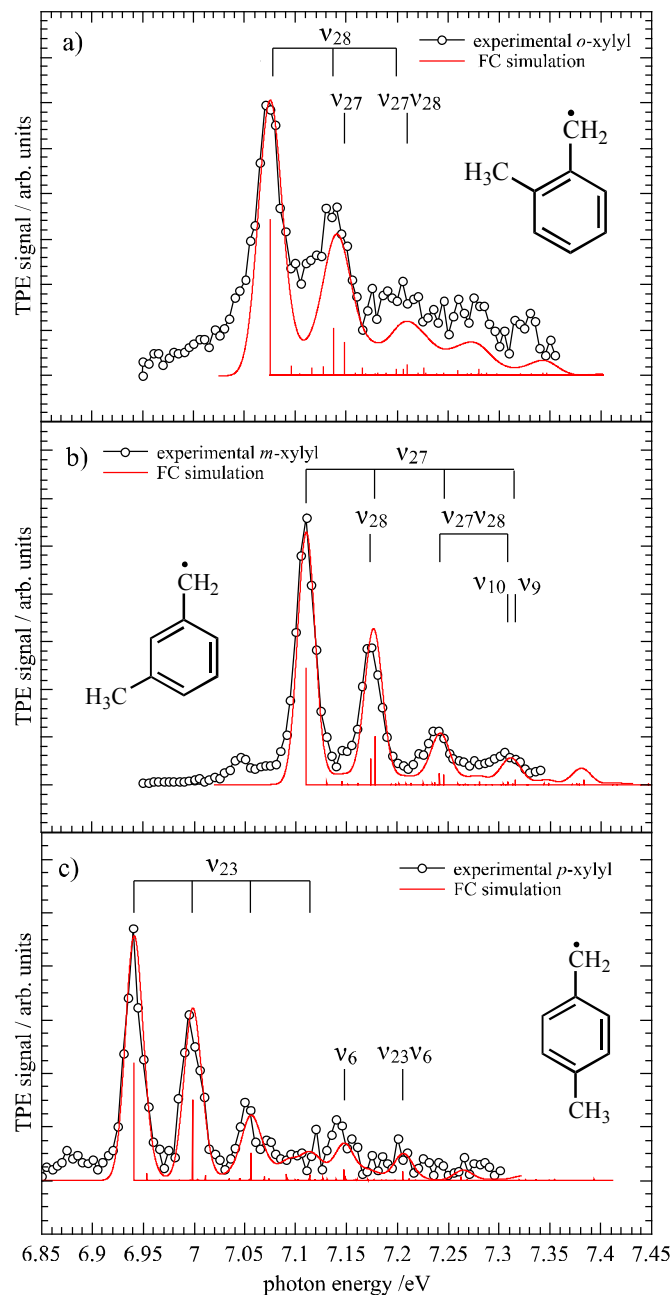 a)
ν28
experimental o-xylyl
FC simulation
ν27
ν27ν28
•
CH2
H3C
TPE signal / arb. units
b)
experimental m-xylyl
FC simulation
ν27
ν28
ν27ν28
ν10
ν9
•
CH2
H3C
TPE signal / arb. units
c)
ν23
experimental p-xylyl
FC simulation
•
CH2
ν6
ν23ν6
CH3
TPE signal / arb. units
6.85 6.9 6.95 7 7.05 7.1 7.15 7.2 7.25 7.3 7.35 7.4 7.45
photon energy /eV